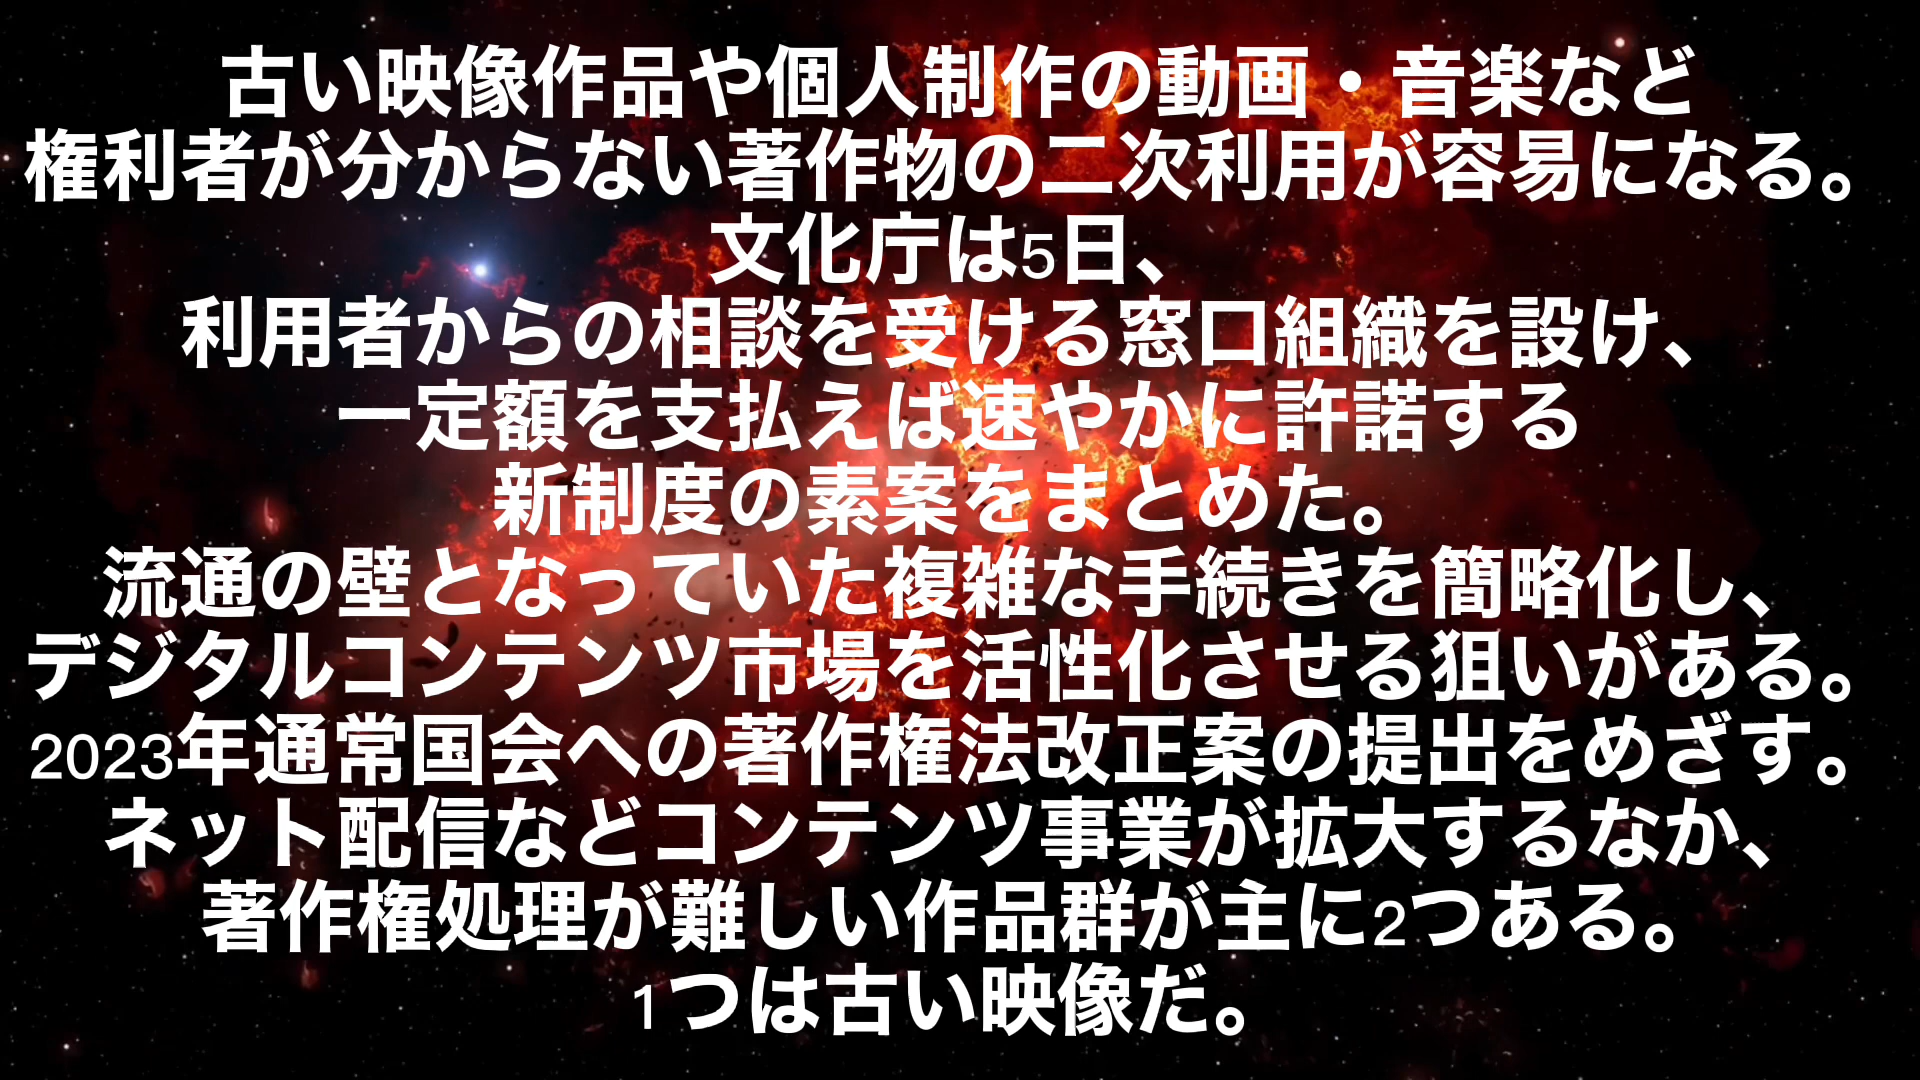 古い映像作品や個人制作の動画・音楽など
権利者が分からない著作物の二次利用が容易になる。
文化庁は5日、
利用者からの相談を受ける窓口組織を設け、
一定額を支払えば速やかに許諾する
新制度の素案をまとめた。
流通の壁となっていた複雑な手続きを簡略化し、
デジタルコンテンツ市場を活性化させる狙いがある。
2023年通常国会への著作権法改正案の提出をめざす。
ネット配信などコンテンツ事業が拡大するなか、
著作権処理が難しい作品群が主に2つある。
1つは古い映像だ。